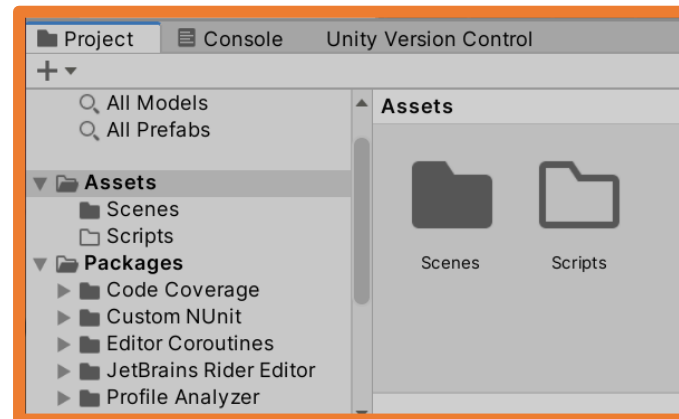 Project Console Unity Version Control
All Models
All Prefabs
Assets
Scenes
Scripts
Packages
Code Coverage
Custom NUnit
Editor Coroutines
JetBrains Rider Editor
Profile Analyzer
Assets
Scenes Scripts